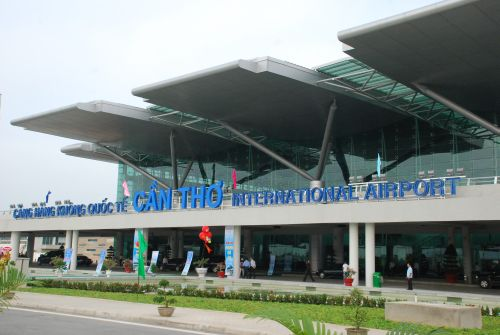 CẢNG HÀNG KHÔNG QUỐC TẾ CẦN THƠ INTERNATIONAL AIRPORT